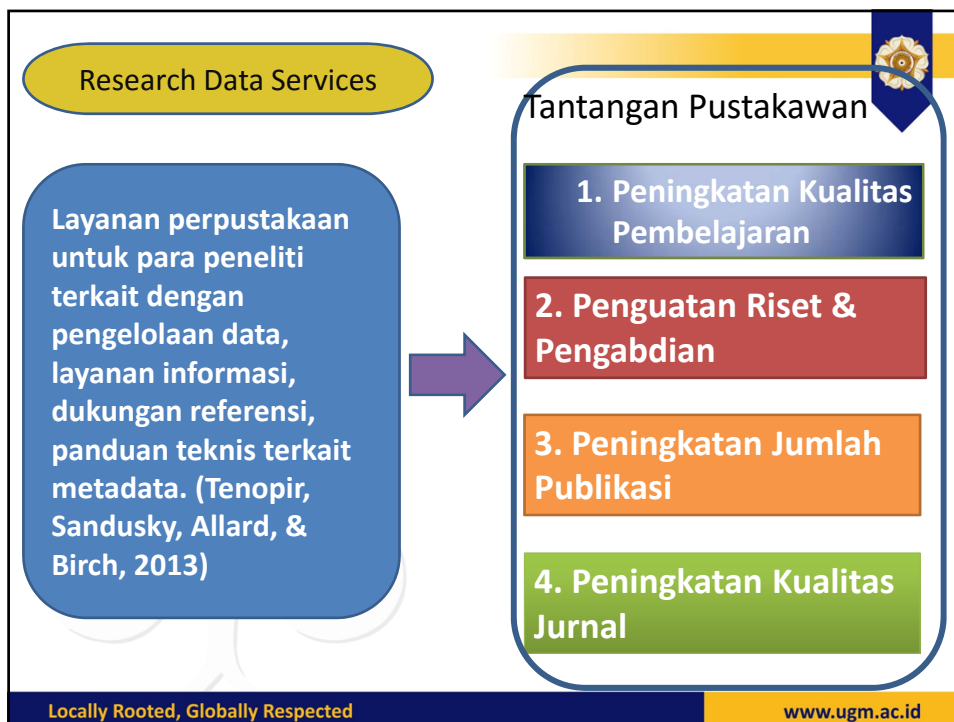 Research Data Services
Layanan perpustakaan
untuk para peneliti
terkait dengan
pengelolaan data,
layanan informasi,
dukungan referensi,
panduan teknis terkait
metadata. (Tenopir,
Sandusky, Allard, &
Birch, 2013)
Tantangan Pustakawan
1. Peningkatan Kualitas
Pembelajaran
2. Penguatan Riset &
Pengabdian
3. Peningkatan Jumlah
Publikasi
4. Peningkatan Kualitas
Jurnal
Locally Rooted, Globally Respected
www.ugm.ac.id